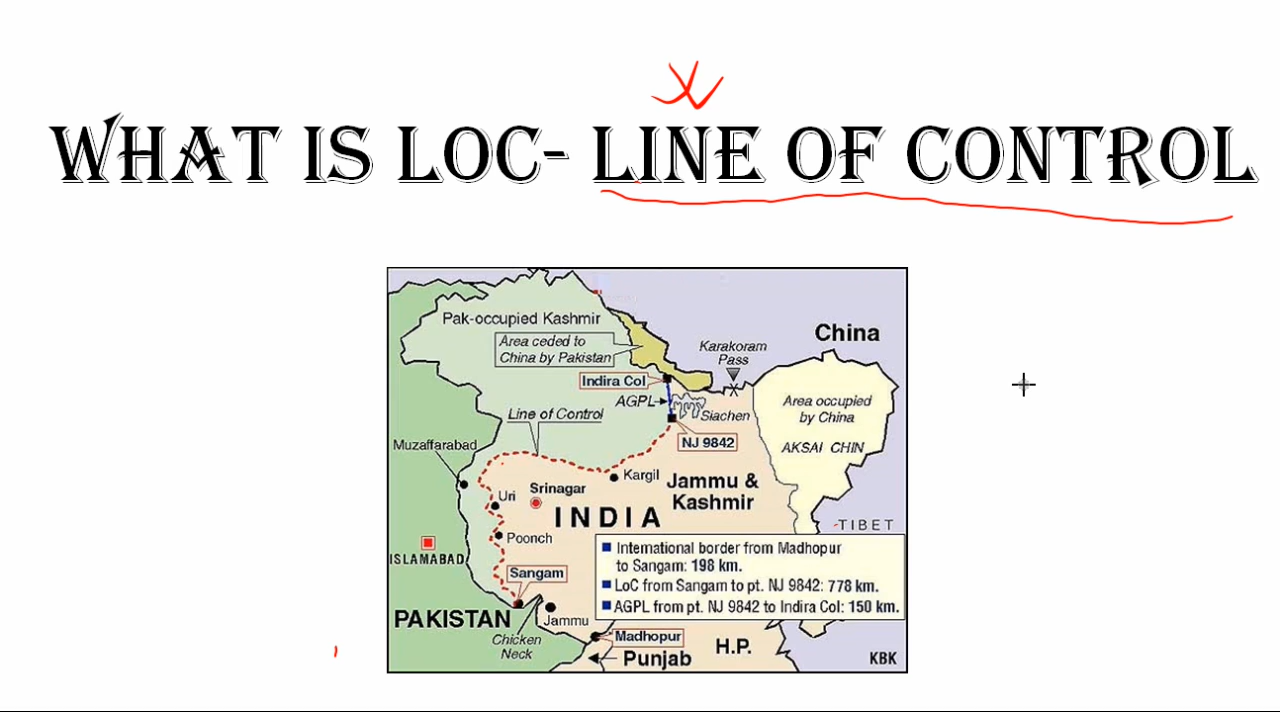 WHAT IS LOC- LINE OF CONTROL
Pak-occupied Kashmir
Area ceded to
China by Pakistan
China
Karakoram
Pass
Indira Col
AGPL
Siachen
Area occupied
by China
AKSAI CHIN
Line of Control
NJ 9842
Muzaffarabad
Kargil
Jammu &
Kashmir
Uri
Srinagar
INDIA
TIBET
Poonch
ISLAMABAD
International border from Madhopur
to Sangam: 198 km.
LoC from Sangam to pt. NJ 9842: 778 km.
AGPL from pt. NJ 9842 to Indira Col: 150 km.
Sangam
PAKISTAN
Jammu
Chicken
Neck
Madhopur
Punjab
H.P.
KBK